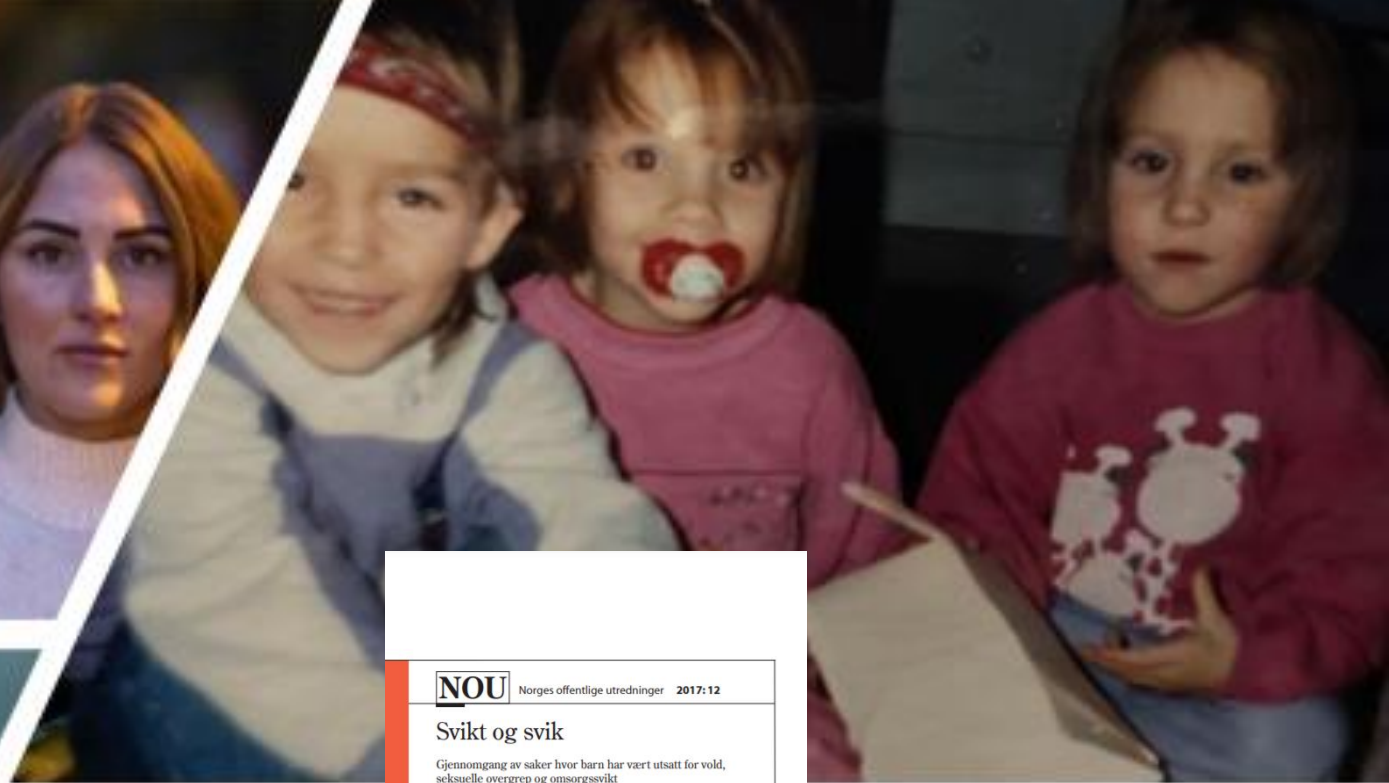 NOU Norges offentlige utredninger 2017: 12
Svikt og svik
Gjennomgang av saker hvor barn har vært utsatt for vold,
seksuelle overgrep og omsorgssvikt